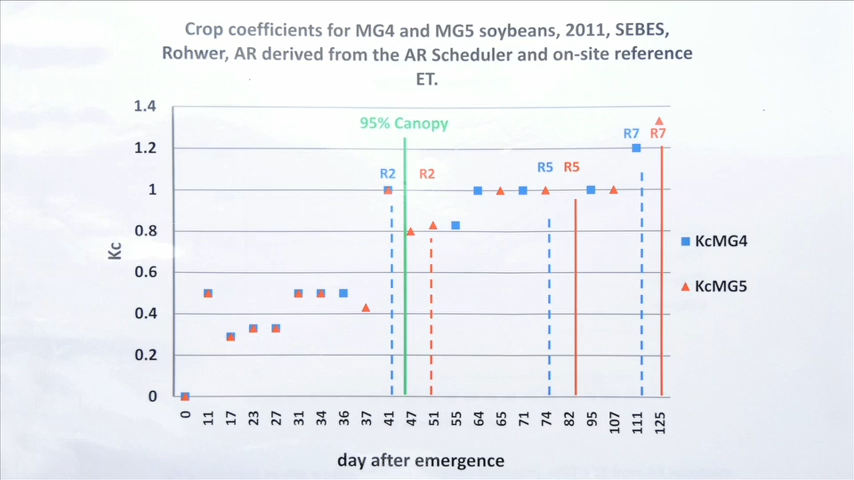 Crop coefficients for MG4 and MG5 soybeans, 2011, SEBES,
Rohwer, AR derived from the AR Scheduler and on-site reference
ET.
1.4
95% Canopy
R7 R7
1.2
R2 R2 R5 R5
1
0.8
0.6
0.4
0.2
0
Kc
KcMG4
KcMG5
0 11 17 23 27 31 34 36 37 41 47 51 55 64 65 71 74 82 95 107 111 125
day after emergence